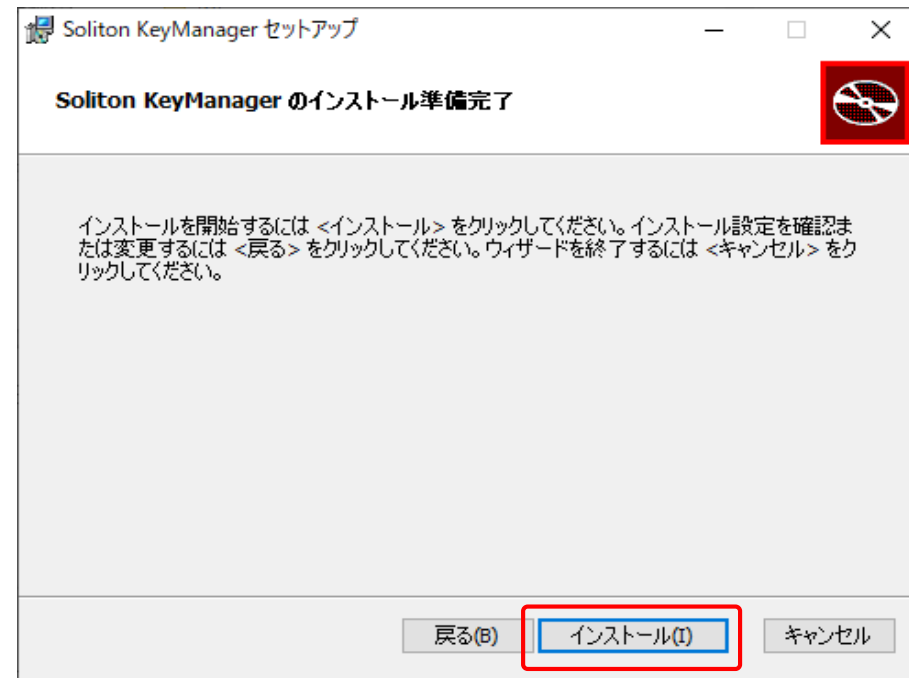 Soliton KeyManager セットアップ
Soliton KeyManager のインストール準備完了
インストールを開始するには <インストール> をクリックしてください。インストール設定を確認ま
たは変更するには <戻る> をクリックしてください。ウィザードを終了するには <キャンセル> をク
リックしてください。
戻る(B) インストール(I) キャンセル